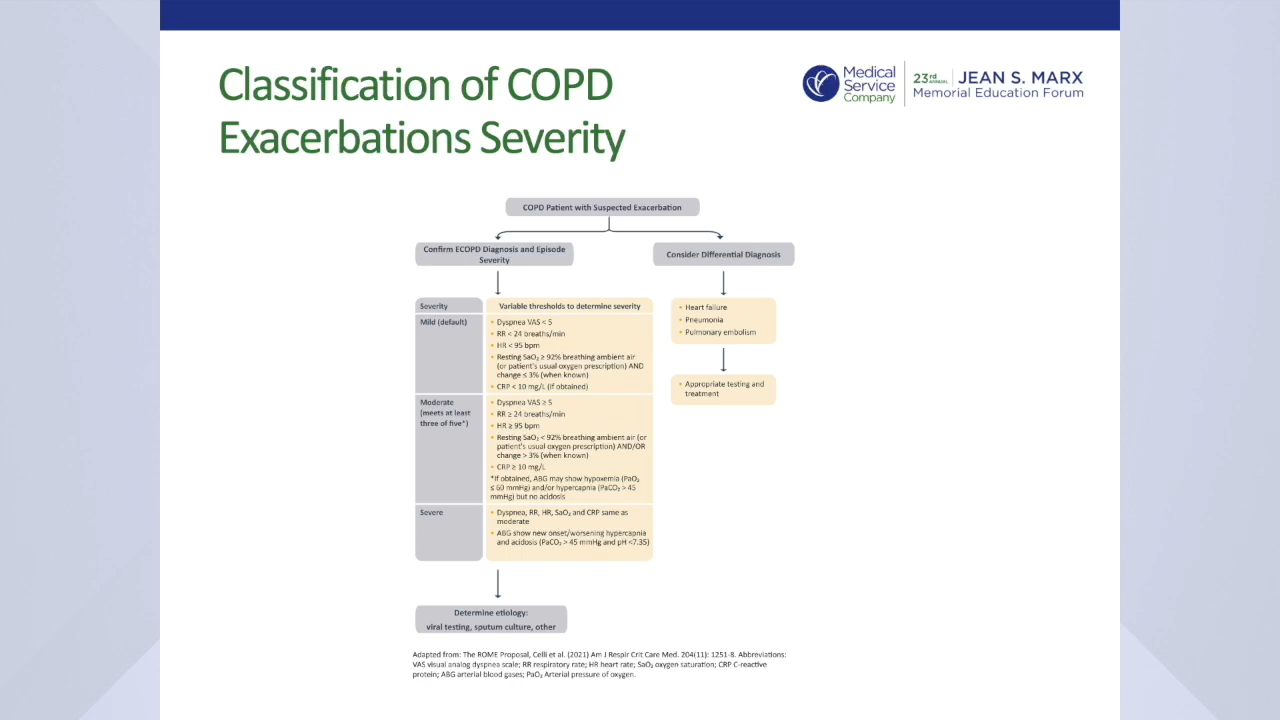 Classification of COPD
Exacerbations Severity
Medical
Service
Company
23rd
ANNUAL
JEAN S. MARX
Memorial Education Forum
COPD Patient with Suspected Exacerbation
Confirm ECOPD Diagnosis and Episode
Severity
Consider Differential Diagnosis
Severity
Variable thresholds to determine severity
Mild (default)
• Dyspnea VAS < 5
• RR < 24 breaths/min
• HR < 95 bpm
• Resting SaO₂ ≥ 92% breathing ambient air
(or patient's usual oxygen prescription) AND
change ≤ 3% (when known)
• CRP < 10 mg/L (if obtained)
Moderate
(meets at least
three of five*)
• Dyspnea VAS ≥ 5
• RR ≥ 24 breaths/min
• HR ≥ 95 bpm
• Resting SaO₂ < 92% breathing ambient air (or
patient's usual oxygen prescription) AND/OR
change > 3% (when known)
• CRP ≥ 10 mg/L
*If obtained, ABG may show hypoxemia (PaO₂
≤ 60 mmHg) and/or hypercapnia (PaCO₂ > 45
mmHg) but no acidosis
Severe
• Dyspnea, RR, HR, SaO₂ and CRP same as
moderate
• ABG show new onset/worsening hypercapnia
and acidosis (PaCO₂ > 45 mmHg and pH <7.35)
• Heart failure
• Pneumonia
• Pulmonary embolism
• Appropriate testing and
treatment
Determine etiology:
viral testing, sputum culture, other
Adapted from: The ROME Proposal, Celli et al. (2021) Am J Respir Crit Care Med. 204(11): 1251-8. Abbreviations:
VAS visual analog dyspnea scale; RR respiratory rate; HR heart rate; SaO₂ oxygen saturation; CRP C-reactive
protein; ABG arterial blood gases; PaO₂ Arterial pressure of oxygen.